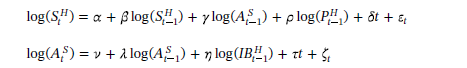 log(S_t^H) = α + β log(S_{t−1}^H) + γ log(A_{t−1}^S) + ρ log(P_{t−1}^H) + δt + ε_t
log(A_t^S) = ν + λ log(A_{t−1}^S) + η log(IB_{t−1}^H) + τt + ζ_t